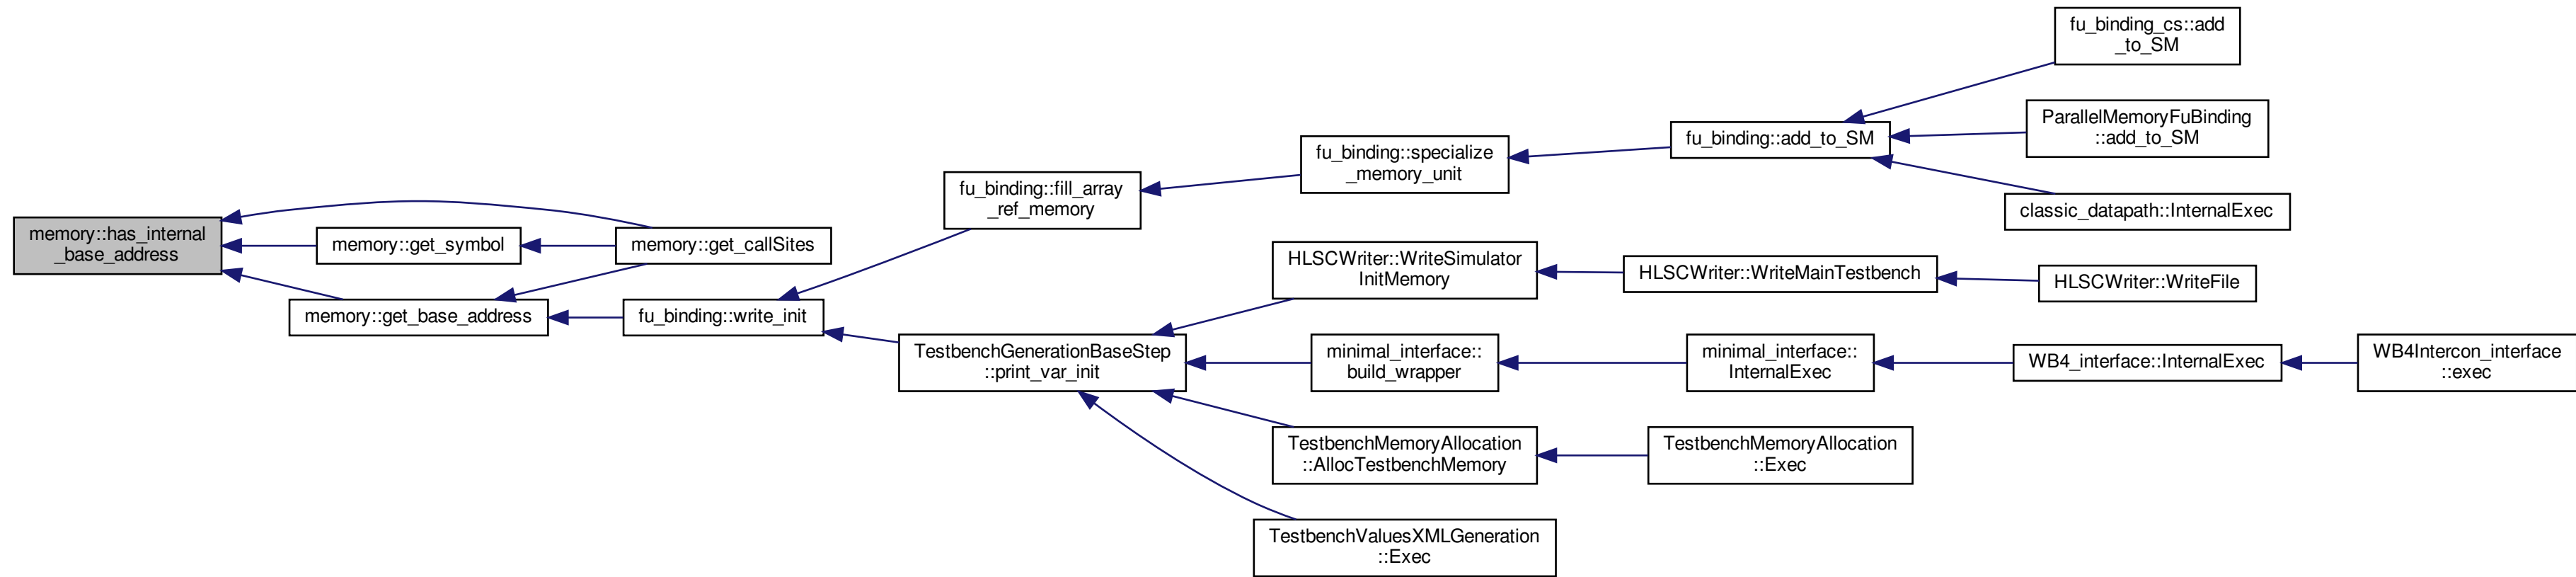 memory::has_internal
_base_address
memory::get_symbol
memory::get_callSites
memory::get_base_address
fu_binding::write_init
fu_binding::fill_array
_ref_memory
fu_binding::specialize
_memory_unit
fu_binding::add_to_SM
fu_binding_cs::add
_to_SM
ParallelMemoryFuBinding
::add_to_SM
classic_datapath::InternalExec
TestbenchGenerationBaseStep
::print_var_init
HLSCWriter::WriteSimulator
InitMemory
HLSCWriter::WriteMainTestbench
HLSCWriter::WriteFile
minimal_interface::
build_wrapper
minimal_interface::
InternalExec
WB4_interface::InternalExec
WB4Intercon_interface
::exec
TestbenchMemoryAllocation
::AllocTestbenchMemory
TestbenchMemoryAllocation
::Exec
TestbenchValuesXMLGeneration
::Exec